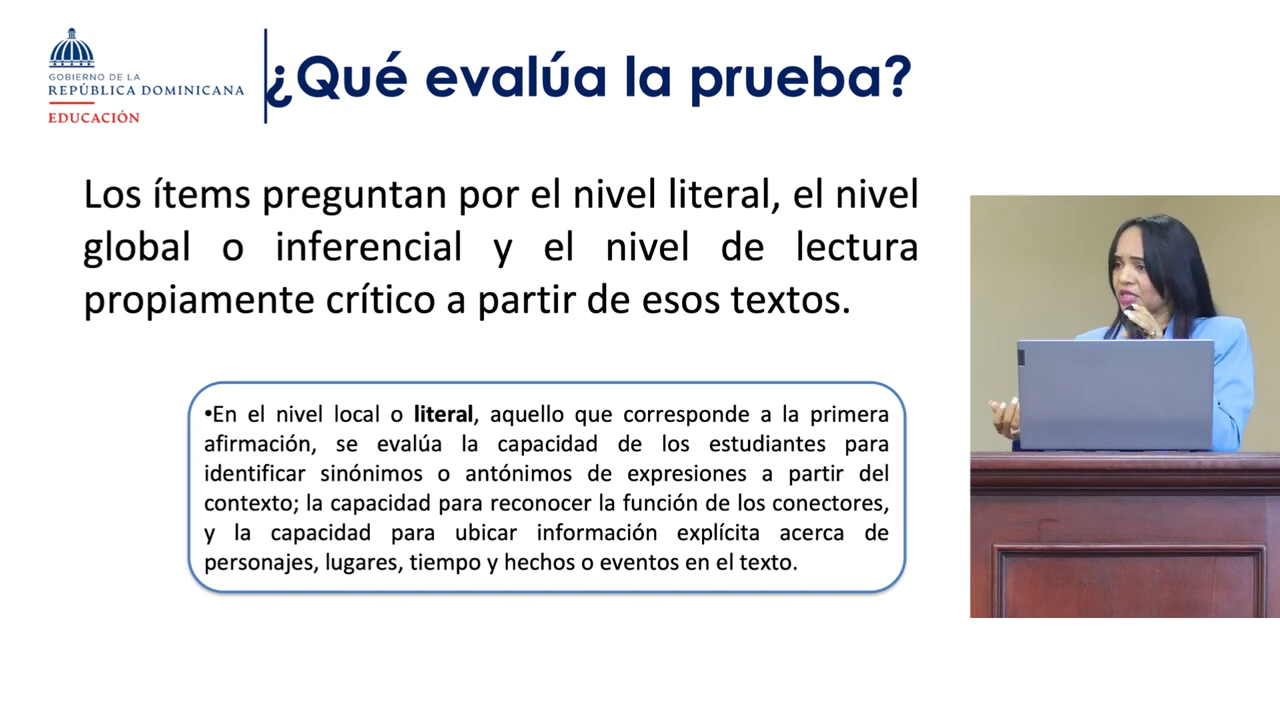 GOBIERNO DE LA
REPÚBLICA DOMINICANA
EDUCACIÓN
¿Qué evalúa la prueba?
Los ítems preguntan por el nivel literal, el nivel
global o inferencial y el nivel de lectura
propiamente crítico a partir de esos textos.
•En el nivel local o literal, aquello que corresponde a la primera
afirmación, se evalúa la capacidad de los estudiantes para
identificar sinónimos o antónimos de expresiones a partir del
contexto; la capacidad para reconocer la función de los conectores,
y la capacidad para ubicar información explícita acerca de
personajes, lugares, tiempo y hechos o eventos en el texto.